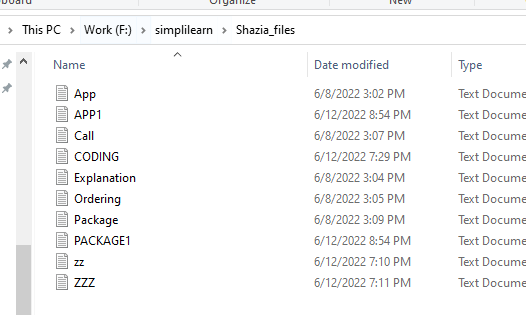 Organize
New
This PC > Work (F:) > simplilearn > Shazia_files
Name Date modified Type
App 6/8/2022 3:02 PM Text Docume
APP1 6/12/2022 8:54 PM Text Docume
Call 6/8/2022 3:07 PM Text Docume
CODING 6/12/2022 7:29 PM Text Docume
Explanation 6/8/2022 3:04 PM Text Docume
Ordering 6/8/2022 3:05 PM Text Docume
Package 6/8/2022 3:09 PM Text Docume
PACKAGE1 6/12/2022 8:54 PM Text Docume
zz 6/12/2022 7:10 PM Text Docume
ZZZ 6/12/2022 7:11 PM Text Docume